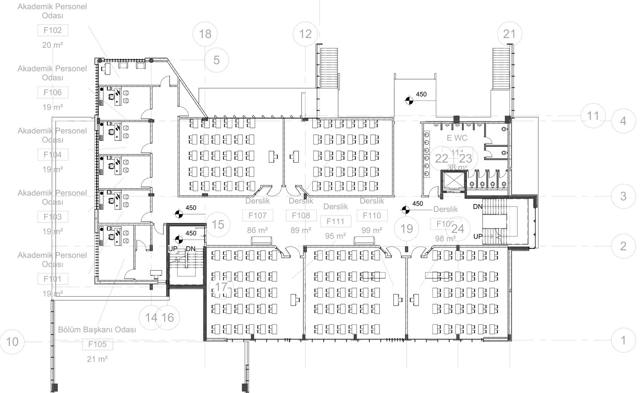 Akademik Personel
Odası
F102
20 m²
18
12
21
5
Akademik Personel
Odası
F106
19 m²
450
11
4
Akademik Personel
Odası
F104
19 m²
E WC
22
23
Akademik Personel
Odası
F103
19 m²
3
Derslik
F107
86 m²
Derslik
F108
89 m²
Derslik
F111
95 m²
Derslik
F110
99 m²
Derslik
98 m²
450
450
450
DN
UP
15
19
24
2
UP
DN
Akademik Personel
Odası
F101
19 m²
17
14
16
Bölüm Başkanı Odası
F105
21 m²
10
1